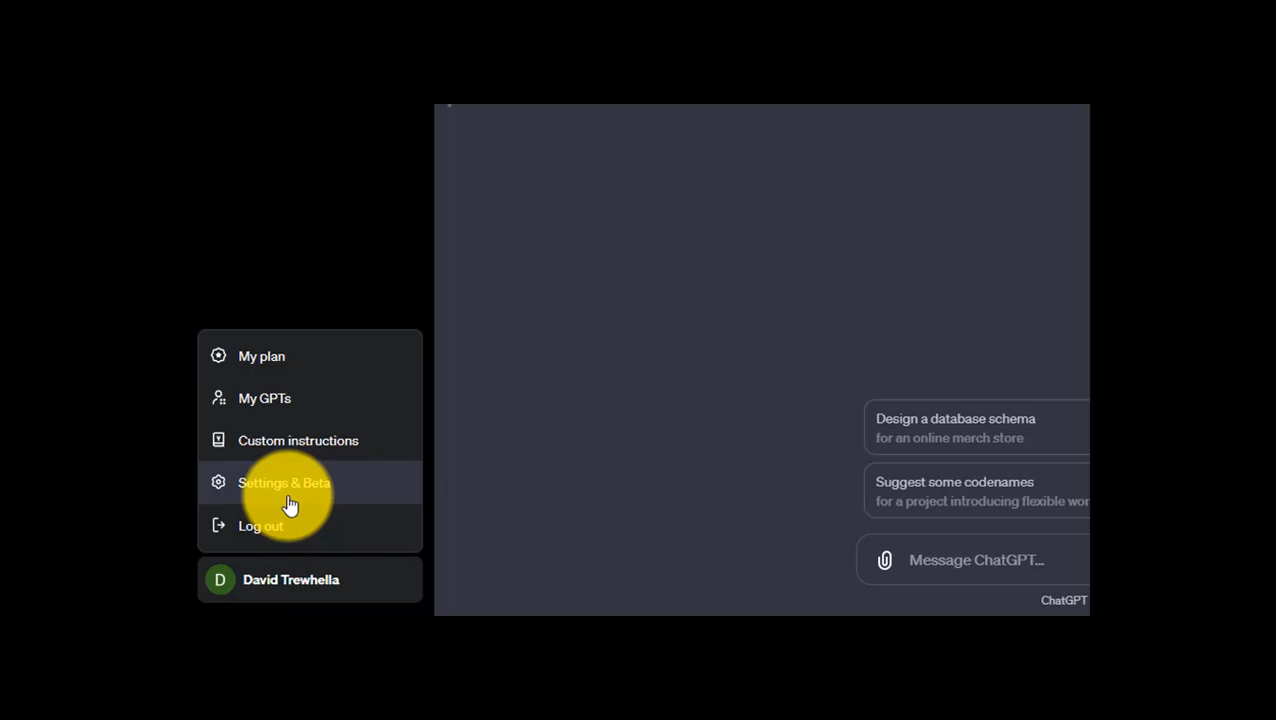 My plan
My GPTs
Custom instructions
Settings & Beta
Log out
D
David Trewhella
Design a database schema
for an online merch store
Suggest some codenames
for a project introducing flexible wor
Message ChatGPT...
ChatGPT